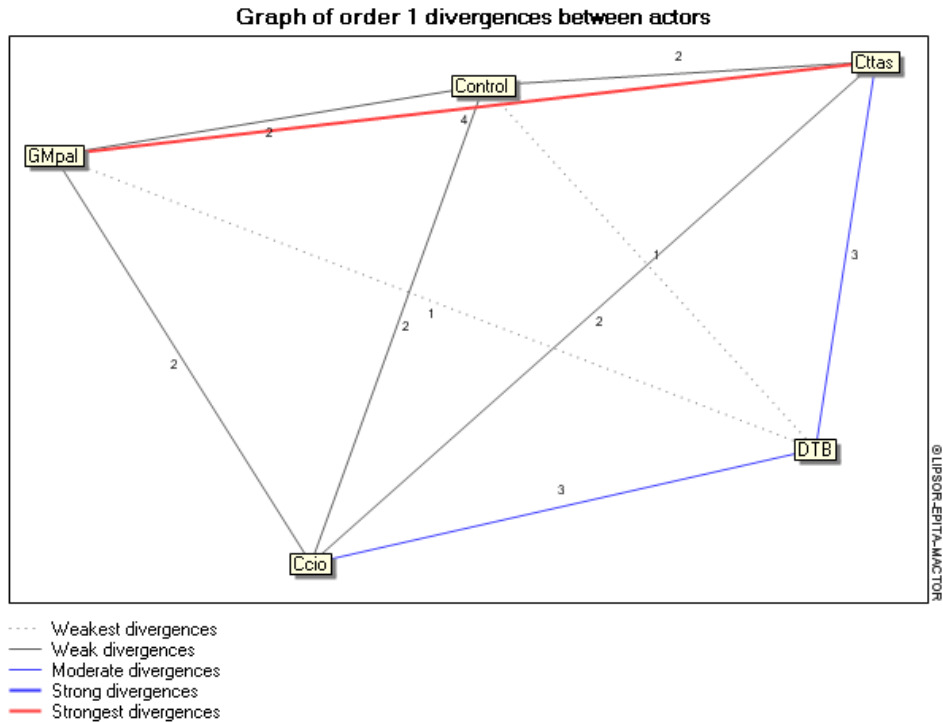 Graph of order 1 divergences between actors
2
Cttas
Control
2
4
GMpal
1
3
1
2
2
2
DTB
3
Ccio
©LIPSOR-EPITA-MACTOR
Weakest divergences
Weak divergences
Moderate divergences
Strong divergences
Strongest divergences